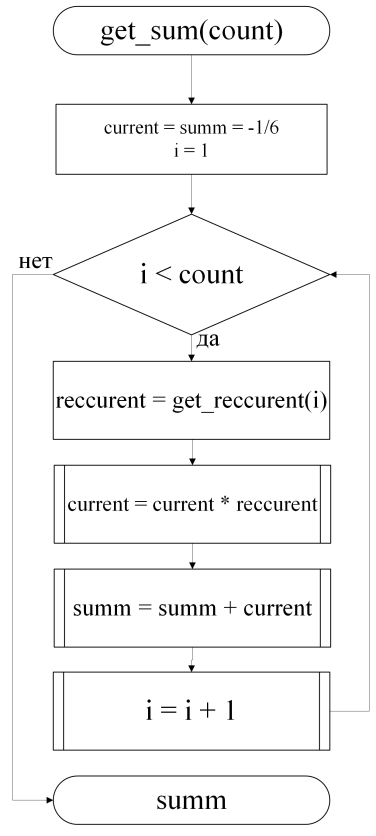 get_sum(count)
current = summ = -1/6
i = 1
i < count
нет
да
reccurent = get_reccurent(i)
current = current * reccurent
summ = summ + current
i = i + 1
summ